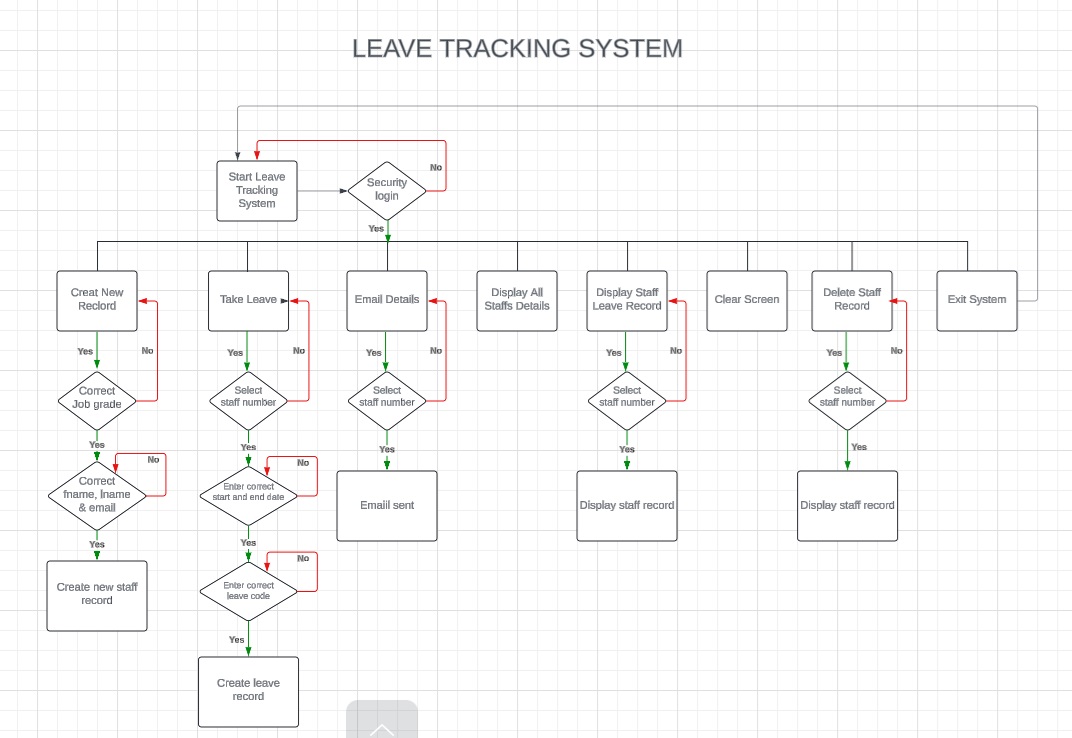 LEAVE TRACKING SYSTEM
No
Start Leave
Tracking
System
Security
login
Yes
Creat New
Reclord
Take Leave
Email Details
Display All
Staffs Details
Display Staff
Leave Record
Clear Screen
Delete Staff
Record
Exit System
Yes
No
Yes
No
Yes
No
Yes
No
Yes
No
Correct
Job grade
Select
staff number
Select
staff number
Select
staff number
Select
staff number
Yes
Yes
Yes
Yes
Yes
No
No
Correct
fname, lname
& email
Enter correct
start and end date
Emaiil sent
Display staff record
Display staff record
Yes
Yes
No
Create new staff
record
Enter correct
leave code
Yes
Create leave
record